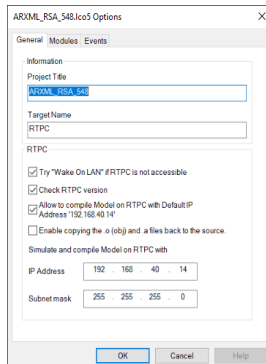 ARXML_RSA_548.lco5 Options
General Modules Events
Information
Project Title
ARXML_RSA_548
Target Name
RTPC
RTPC
Try "Wake On LAN" if RTPC is not accessible
Check RTPC version
Allow to compile Model on RTPC with Default IP
Address '192.168.40.14'
Enable copying the .o (obj) and .a files back to the source.
Simulate and compile Model on RTPC with
IP Address 192 . 168 . 40 . 14
Subnet mask 255 . 255 . 255 . 0
OK Cancel Help